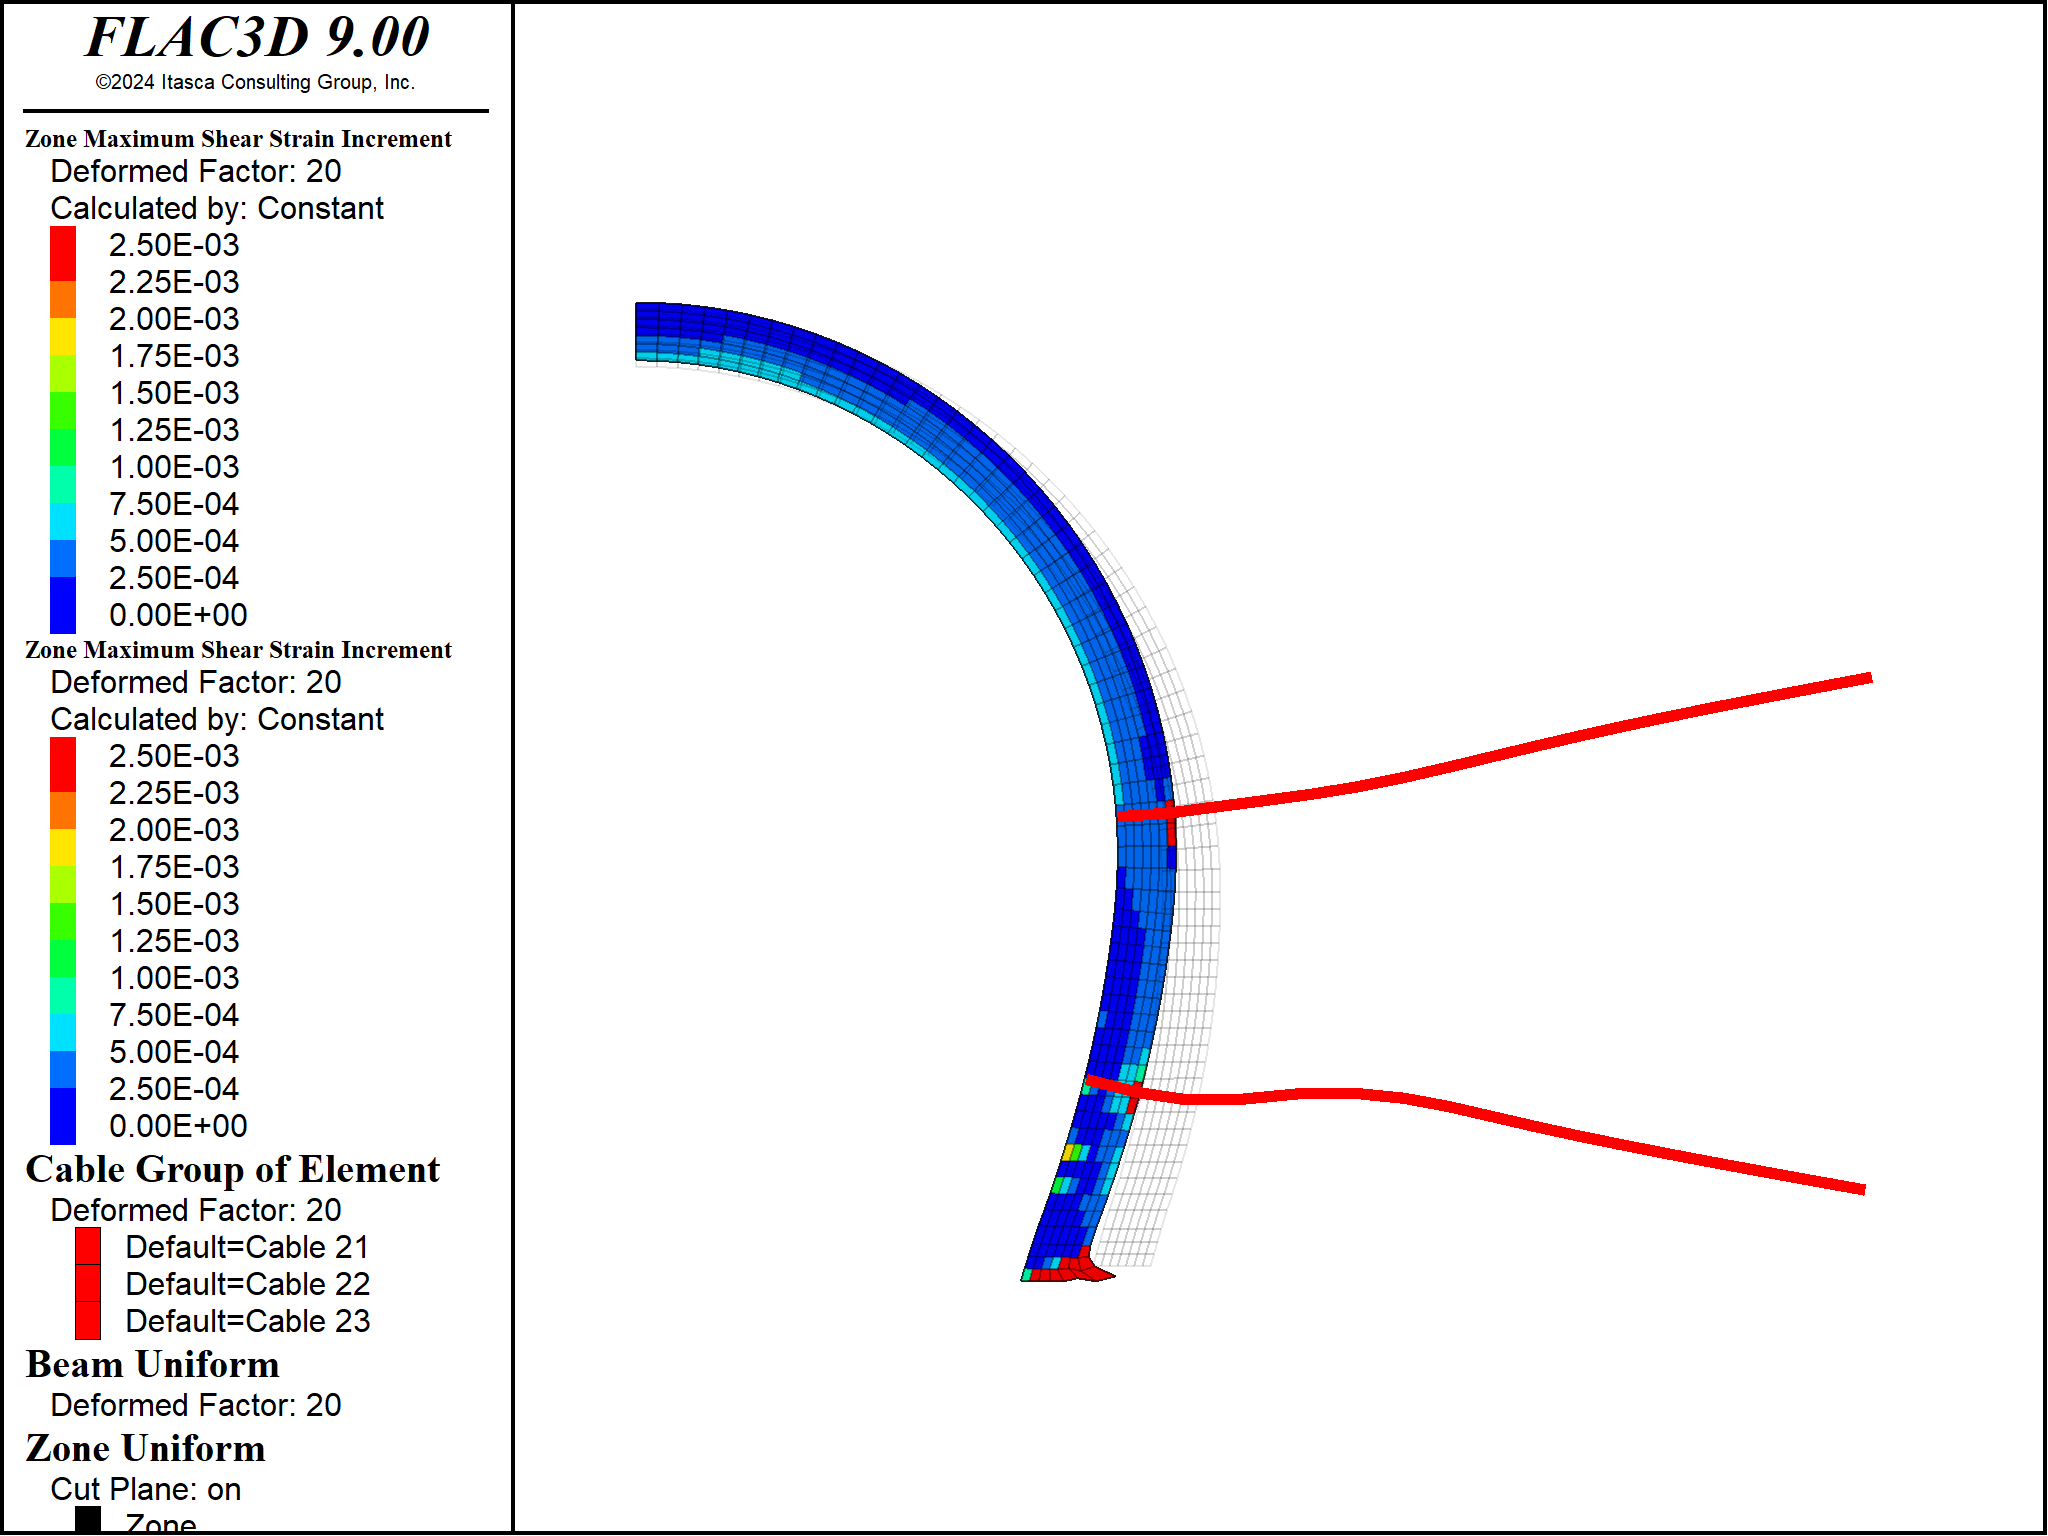 FLAC3D 9.00
©2024 Itasca Consulting Group, Inc.
Zone Maximum Shear Strain Increment
Deformed Factor: 20
Calculated by: Constant
2.50E-03
2.25E-03
2.00E-03
1.75E-03
1.50E-03
1.25E-03
1.00E-03
7.50E-04
5.00E-04
2.50E-04
0.00E+00
Zone Maximum Shear Strain Increment
Deformed Factor: 20
Calculated by: Constant
2.50E-03
2.25E-03
2.00E-03
1.75E-03
1.50E-03
1.25E-03
1.00E-03
7.50E-04
5.00E-04
2.50E-04
0.00E+00
Cable Group of Element
Deformed Factor: 20
Default=Cable 21
Default=Cable 22
Default=Cable 23
Beam Uniform
Deformed Factor: 20
Zone Uniform
Cut Plane: on
Zone